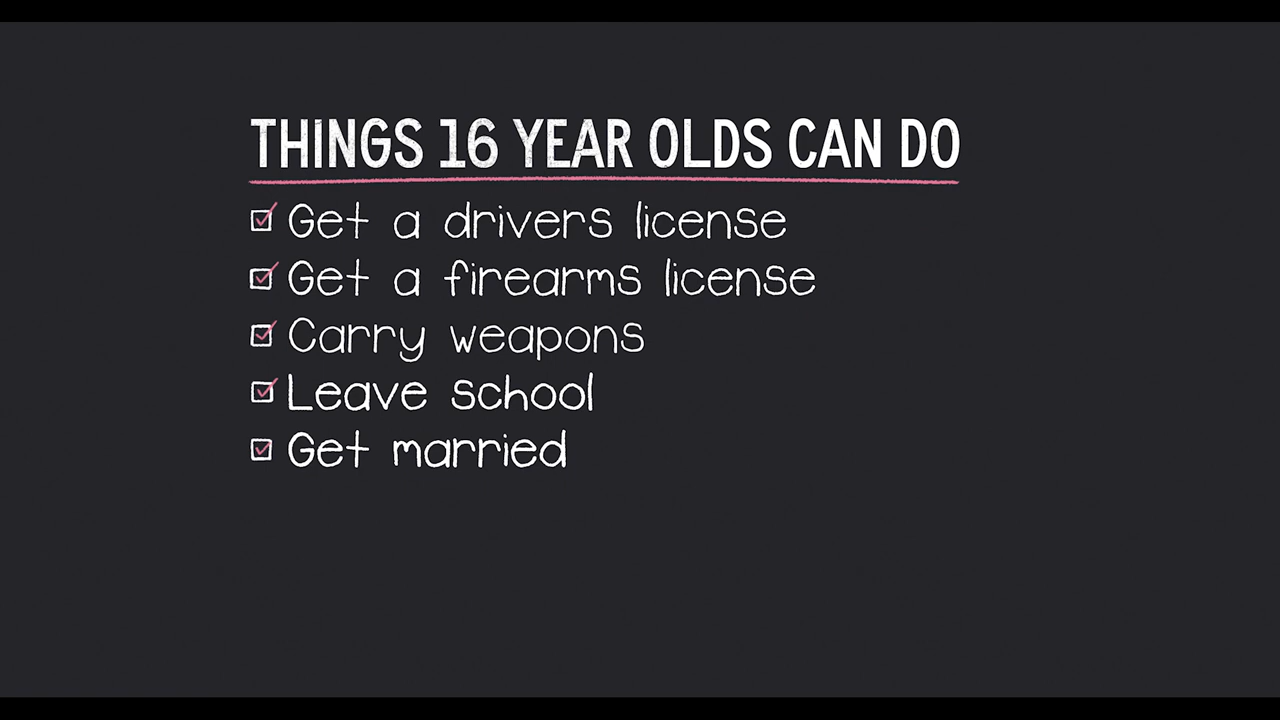 THINGS 16 YEAR OLDS CAN DO
Get a drivers license
Get a firearms license
Carry weapons
Leave school
Get married